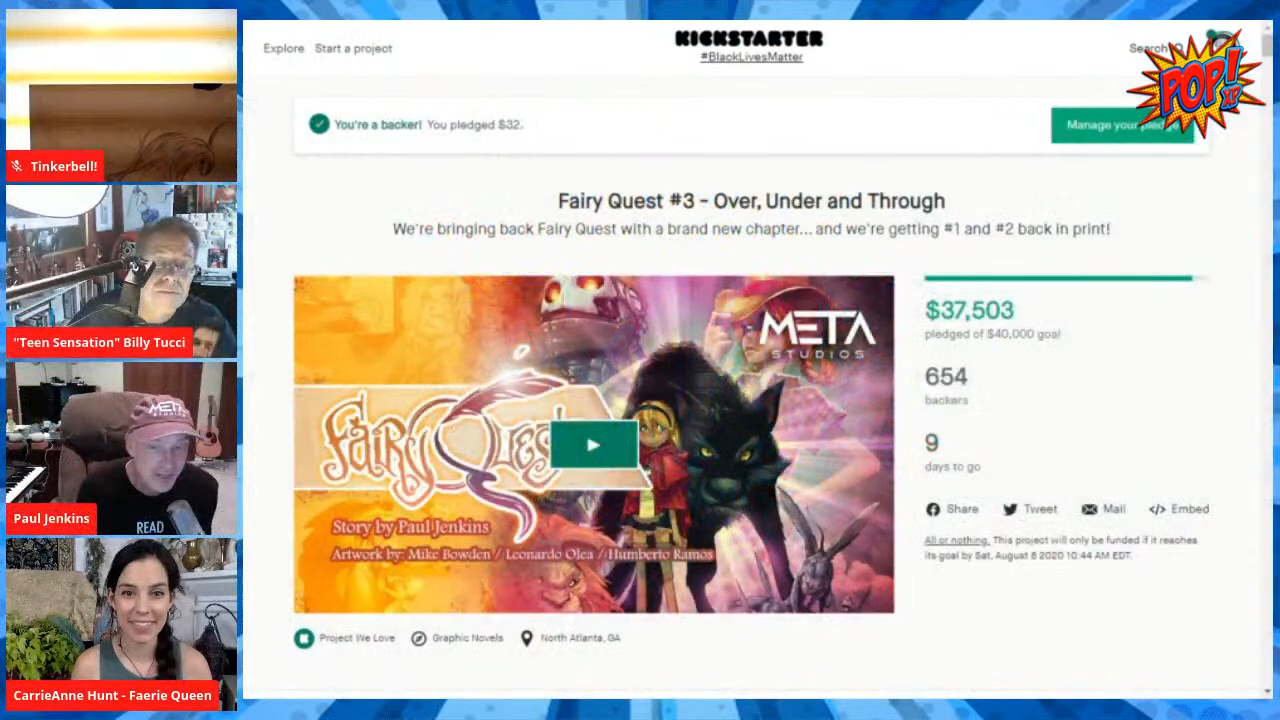 Tinkerbell!
"Teen Sensation" Billy Tucci
META
STUDIOS
READ
Paul Jenkins
CarrieAnne Hunt - Faerie Queen
Explore Start a project
KICKSTARTER
#BlackLivesMatter
Search
POP!
XP
You're a backer! You pledged $32.
Manage your pledge
Fairy Quest #3 - Over, Under and Through
We're bringing back Fairy Quest with a brand new chapter... and we're getting #1 and #2 back in print!
META
STUDIOS
Fairy Quest
Story by Paul Jenkins
Artwork by: Mike Bowden / Leonardo Olea / Humberto Ramos
$37,503
pledged of $40,000 goal
654
backers
9
days to go
Share Tweet Mail </> Embed
All or nothing. This project will only be funded if it reaches
its goal by Sat, August 8 2020 10:44 AM EDT.
Project We Love Graphic Novels North Atlanta, GA